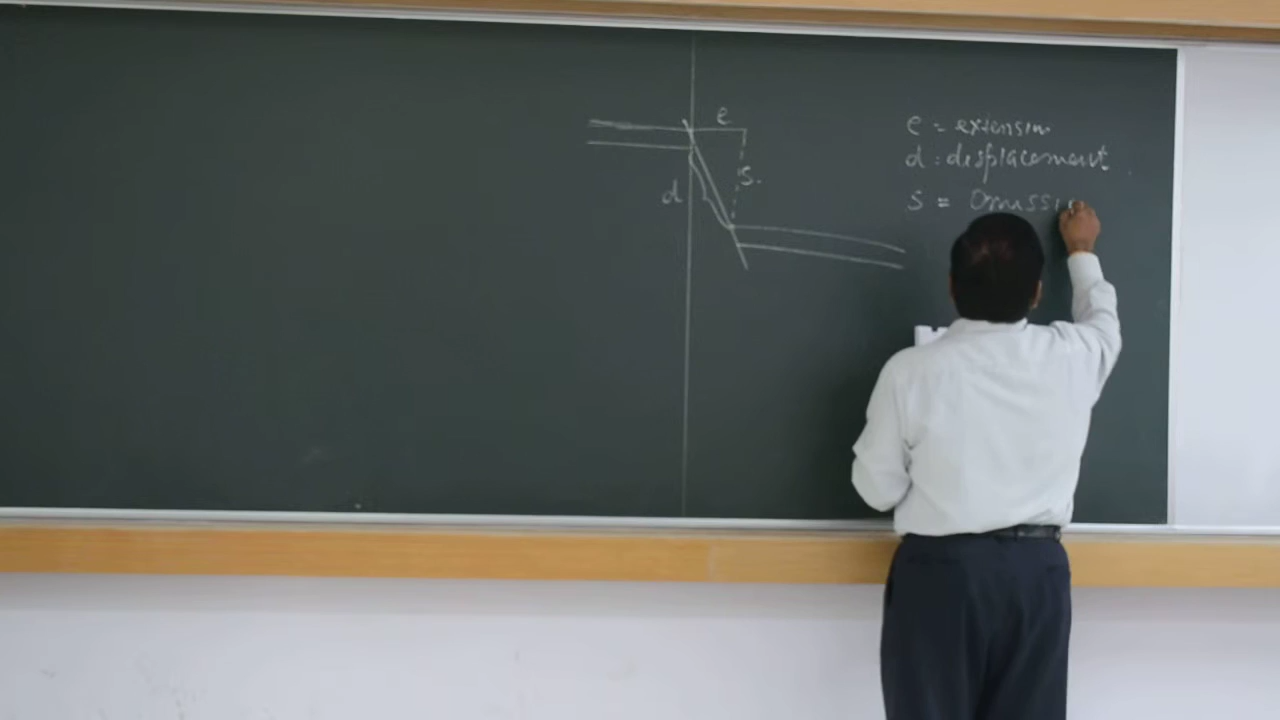 e
s.
d
e = extension
d = displacement
s = Omissi